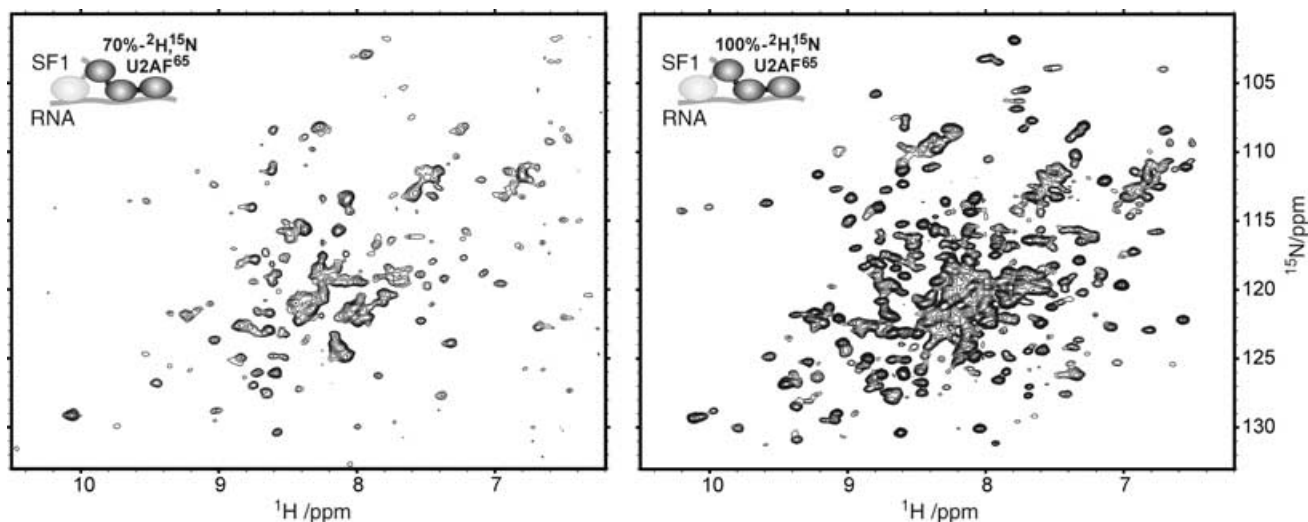 70%-²H,¹⁵N
SF1 U2AF⁶⁵
RNA
10 9 8 7
¹H /ppm
100%-²H,¹⁵N
SF1 U2AF⁶⁵
RNA
105
110
115
120
125
130
¹⁵N/ppm
10 9 8 7
¹H /ppm